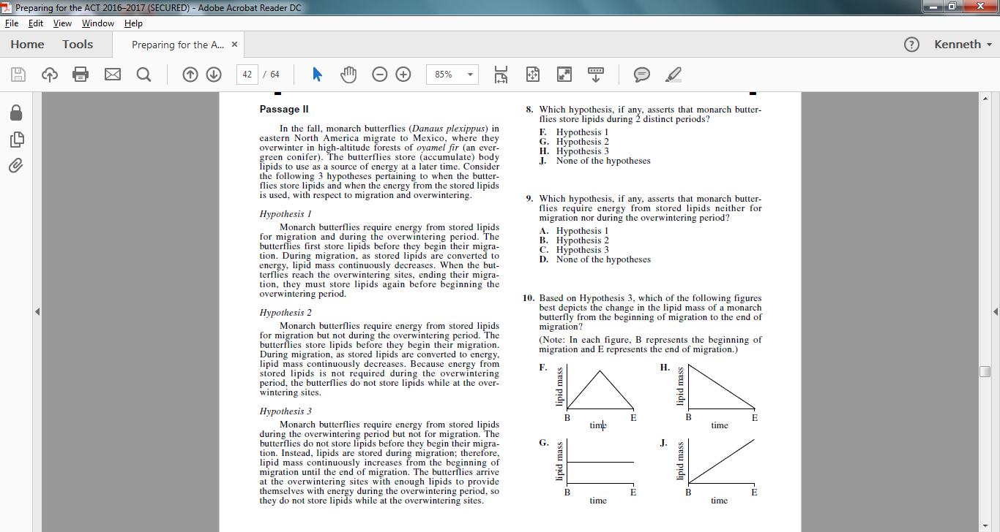 Preparing for the ACT 2016–2017 (SECURED) - Adobe Acrobat Reader DC
File Edit View Window Help
Home Tools Preparing for the A... × ? Kenneth
42 / 64 85%
Passage II
In the fall, monarch butterflies (Danaus plexippus) in
eastern North America migrate to Mexico, where they
overwinter in high-altitude forests of oyamel fir (an ever-
green conifer). The butterflies store (accumulate) body
lipids to use as a source of energy at a later time. Consider
the following 3 hypotheses pertaining to when the butter-
flies store lipids and when the energy from the stored lipids
is used, with respect to migration and overwintering.
Hypothesis 1
Monarch butterflies require energy from stored lipids
for migration and during the overwintering period. The
butterflies first store lipids before they begin their migra-
tion. During migration, as stored lipids are converted to
energy, lipid mass continuously decreases. When the but-
terflies reach the overwintering sites, ending their migra-
tion, they must store lipids again before beginning the
overwintering period.
Hypothesis 2
Monarch butterflies require energy from stored lipids
for migration but not during the overwintering period. The
butterflies store lipids before they begin their migration.
During migration, as stored lipids are converted to energy,
lipid mass continuously decreases. Because energy from
stored lipids is not required during the overwintering
period, the butterflies do not store lipids while at the over-
wintering sites.
Hypothesis 3
Monarch butterflies require energy from stored lipids
during the overwintering period but not for migration. The
butterflies do not store lipids before they begin their migra-
tion. Instead, lipids are stored during migration; therefore,
lipid mass continuously increases from the beginning of
migration until the end of migration. The butterflies arrive
at the overwintering sites with enough lipids to provide
themselves with energy during the overwintering period, so
they do not store lipids while at the overwintering sites.
8. Which hypothesis, if any, asserts that monarch butter-
flies store lipids during 2 distinct periods?
F. Hypothesis 1
G. Hypothesis 2
H. Hypothesis 3
J. None of the hypotheses
9. Which hypothesis, if any, asserts that monarch butter-
flies require energy from stored lipids neither for
migration nor during the overwintering period?
A. Hypothesis 1
B. Hypothesis 2
C. Hypothesis 3
D. None of the hypotheses
10. Based on Hypothesis 3, which of the following figures
best depicts the change in the lipid mass of a monarch
butterfly from the beginning of migration to the end of
migration?
(Note: In each figure, B represents the beginning of
migration and E represents the end of migration.)
F.
lipid mass
B E
time
H.
lipid mass
B E
time
G.
lipid mass
B E
time
J.
lipid mass
B E
time